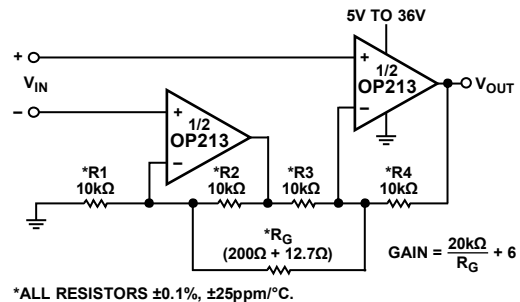 5V TO 36V
+
V_IN
–
+
1/2
OP213
–
V_OUT
+
1/2
OP213
–
*R1
10kΩ
*R2
10kΩ
*R3
10kΩ
*R4
10kΩ
*R_G
(200Ω + 12.7Ω)
GAIN = 20kΩ/R_G + 6
*ALL RESISTORS ±0.1%, ±25ppm/°C.